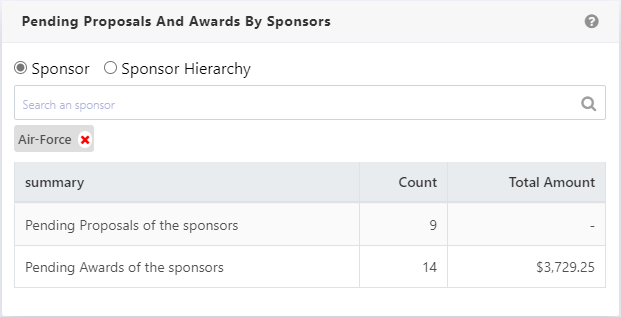 Pending Proposals And Awards By Sponsors ?
Sponsor Sponsor Hierarchy
Search an sponsor
Air-Force
summary Count Total Amount
Pending Proposals of the sponsors 9 -
Pending Awards of the sponsors 14 $3,729.25